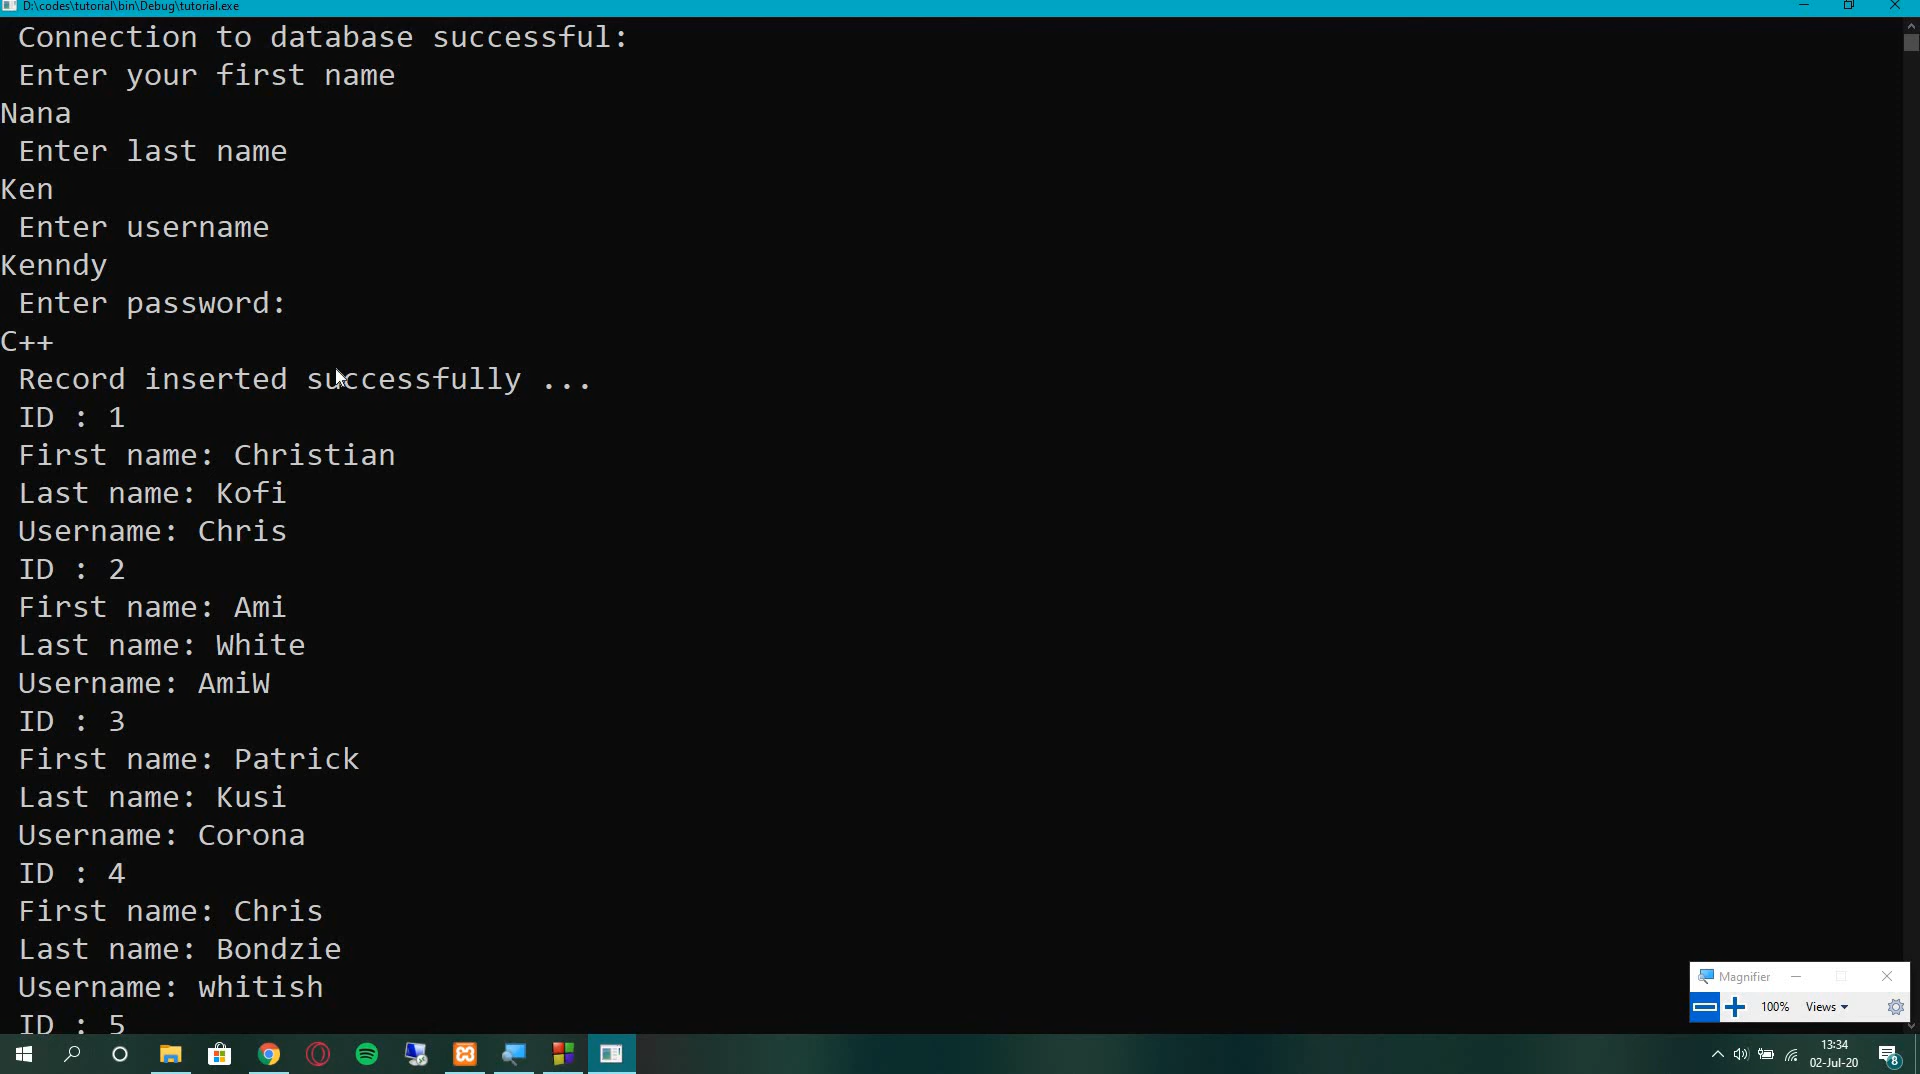 D:\codes\tutorial\bin\Debug\tutorial.exe
Connection to database successful:
Enter your first name
Nana
Enter last name
Ken
Enter username
Kenndy
Enter password:
C++
Record inserted successfully ...
ID : 1
First name: Christian
Last name: Kofi
Username: Chris
ID : 2
First name: Ami
Last name: White
Username: AmiW
ID : 3
First name: Patrick
Last name: Kusi
Username: Corona
ID : 4
First name: Chris
Last name: Bondzie
Username: whitish
ID : 5
Magnifier
100% Views
13:34
02-Jul-20
8